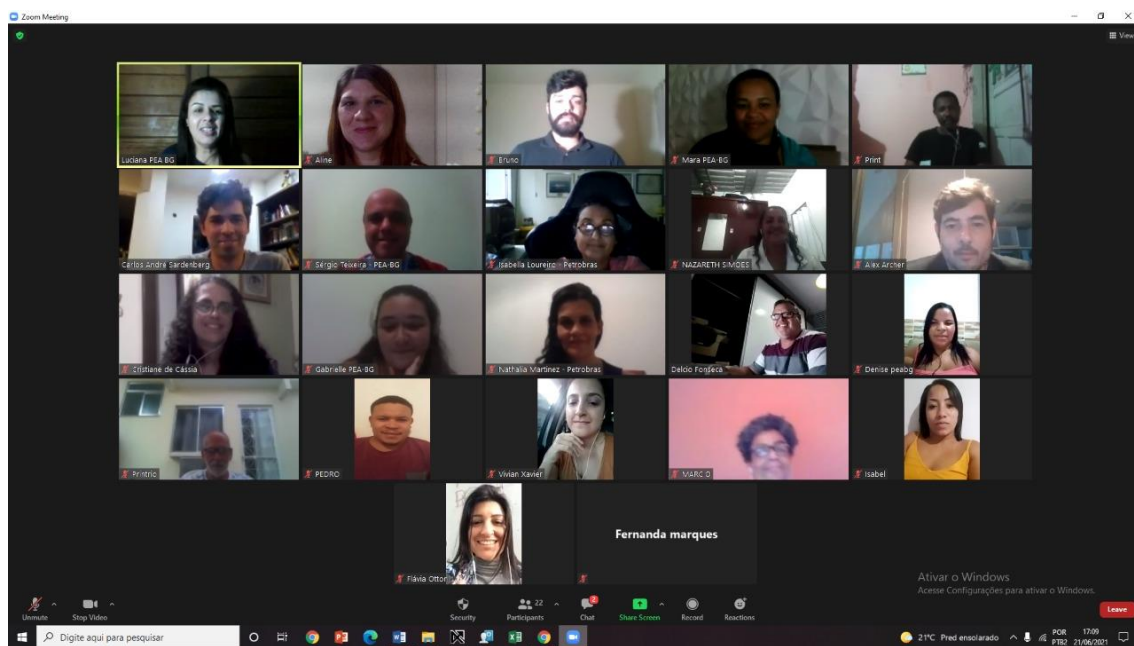 Zoom Meeting
View
Luciana PEA BG
Aline
Bruno
Mara PEA-BG
Print
Carlos André Sardenberg
Sérgio Teixeira - PEA-BG
Isabella Loureiro - Petrobras
NAZARETH SIMOES
Alex Archer
Cristiane de Cássia
Gabrielle PEA-BG
Nathalia Martinez - Petrobras
Delcio Fonseca
Denise peabg
Printrio
PEDRO
Vivian Xavier
MARC O
Isabel
Flávia Otton
Fernanda marques
Ativar o Windows
Acesse Configurações para ativar o Windows.
Unmute
Stop Video
Security
22
Participants
2
Chat
Share Screen
Record
Reactions
Leave
Digite aqui para pesquisar
21°C Pred ensolarado
POR
PTB2
17:09
21/06/2021